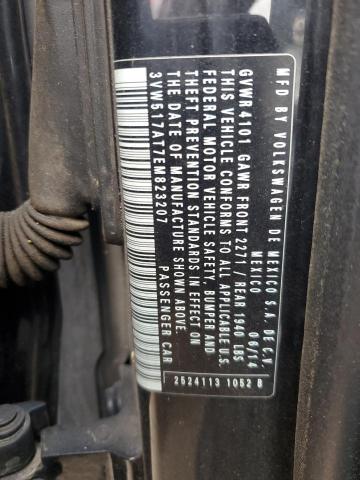 MFD BY VOLKSWAGEN DE MEXICO S.A. DE C.V.
MEXICO 06/14
GVWR 4101 GAWR FRONT 2271 / REAR 1940 LBS
THIS VEHICLE CONFORMS TO ALL APPLICABLE U.S.
FEDERAL MOTOR VEHICLE SAFETY, BUMPER AND
THEFT PREVENTION STANDARDS IN EFFECT ON
THE DATE OF MANUFACTURE SHOWN ABOVE.
3VW517AT7EM823207 PASSENGER CAR
2524113 1052 8